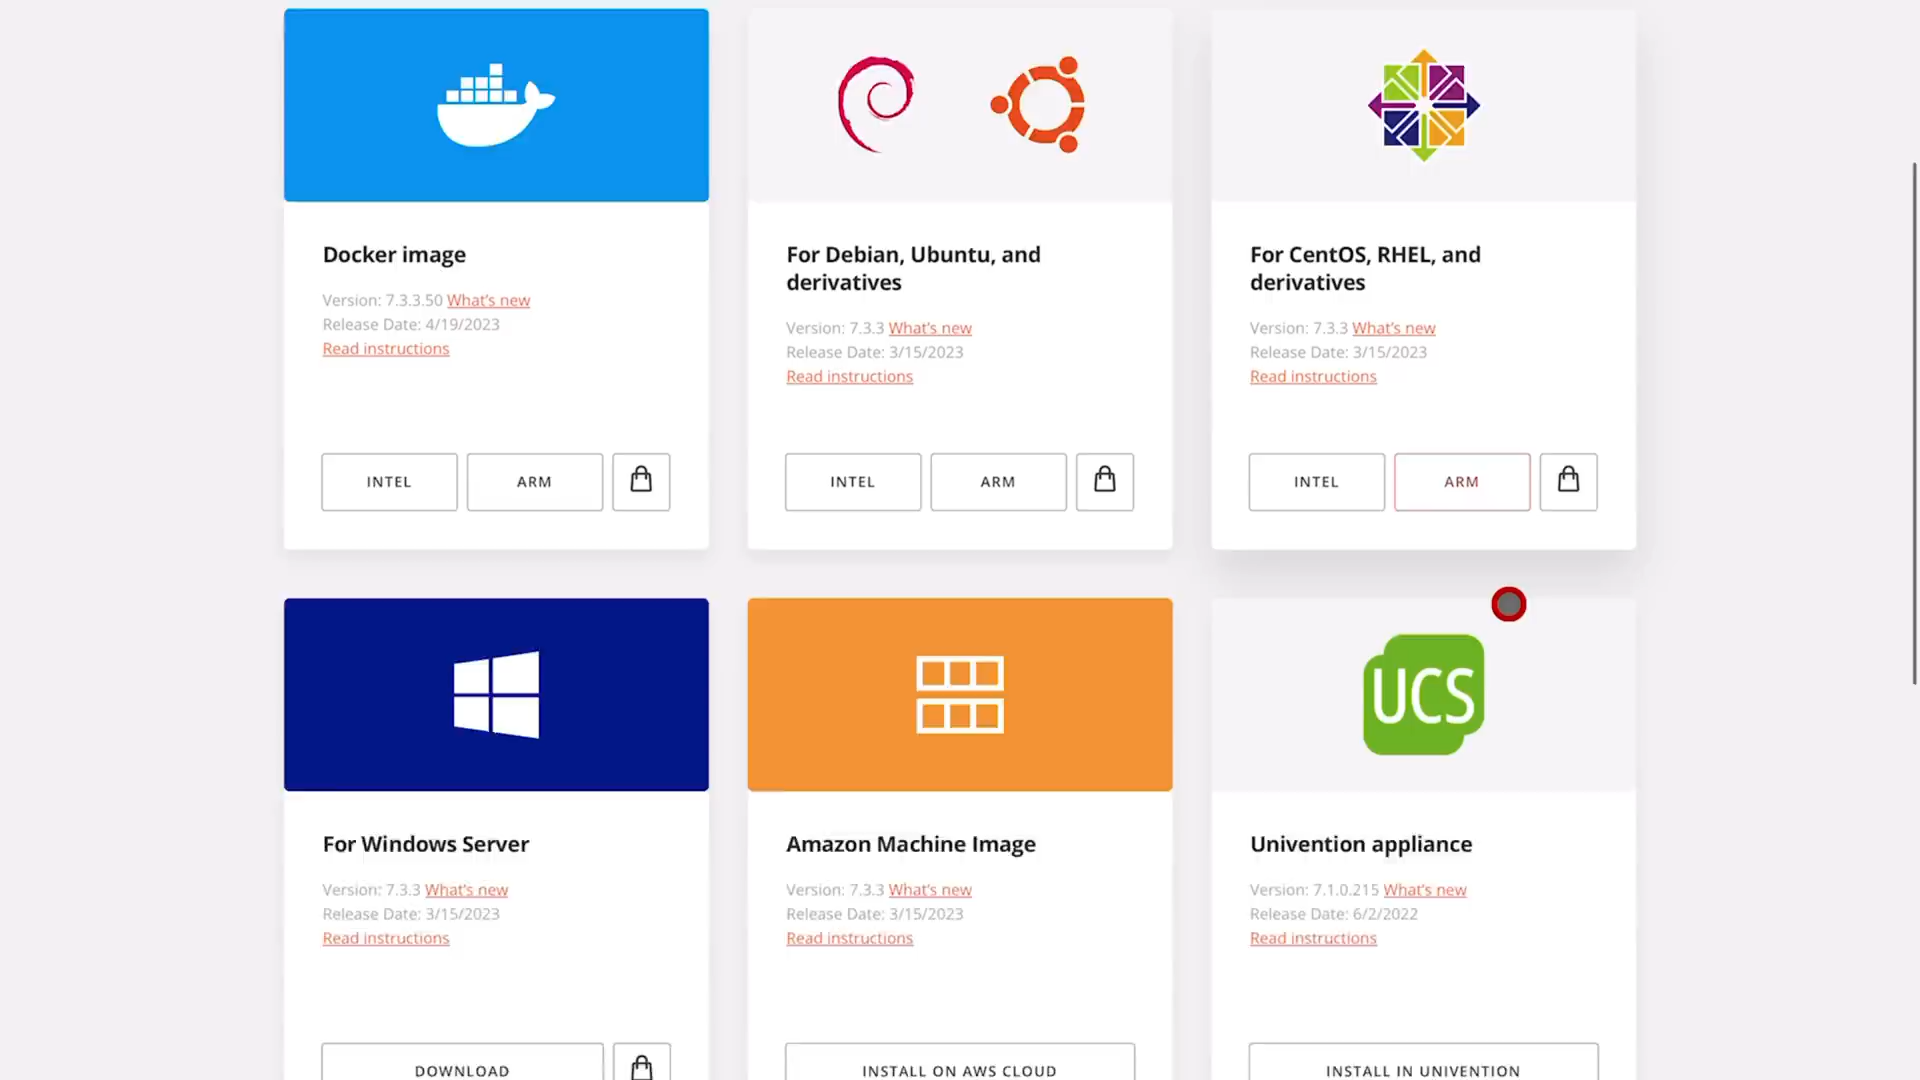 Docker image
Version: 7.3.3.50 What's new
Release Date: 4/19/2023
Read instructions
INTEL
ARM
For Debian, Ubuntu, and
derivatives
Version: 7.3.3 What's new
Release Date: 3/15/2023
Read instructions
INTEL
ARM
For CentOS, RHEL, and
derivatives
Version: 7.3.3 What's new
Release Date: 3/15/2023
Read instructions
INTEL
ARM
For Windows Server
Version: 7.3.3 What's new
Release Date: 3/15/2023
Read instructions
DOWNLOAD
Amazon Machine Image
Version: 7.3.3 What's new
Release Date: 3/15/2023
Read instructions
INSTALL ON AWS CLOUD
UCS
Univention appliance
Version: 7.1.0.215 What's new
Release Date: 6/2/2022
Read instructions
INSTALL IN UNIVENTION